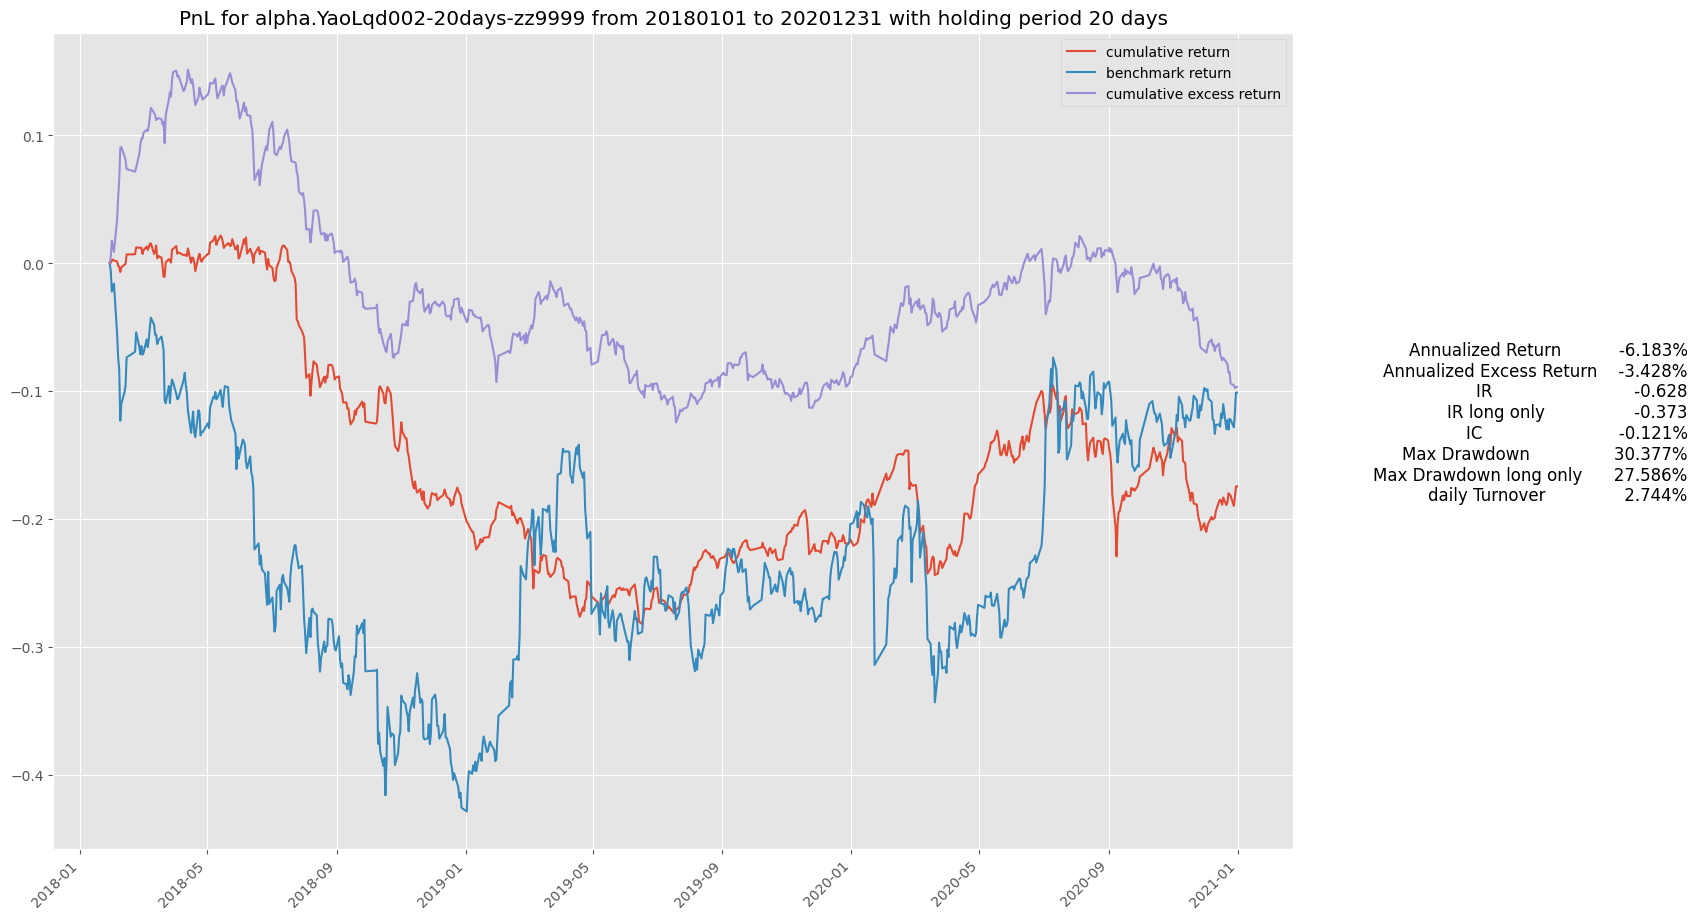 PnL for alpha.YaoLqd002-20days-zz9999 from 20180101 to 20201231 with holding period 20 days
cumulative return
benchmark return
cumulative excess return
0.1
0.0
−0.1
−0.2
−0.3
−0.4
2018-01
2018-05
2018-09
2019-01
2019-05
2019-09
2020-01
2020-05
2020-09
2021-01
Annualized Return -6.183%
Annualized Excess Return -3.428%
IR -0.628
IR long only -0.373
IC -0.121%
Max Drawdown 30.377%
Max Drawdown long only 27.586%
daily Turnover 2.744%